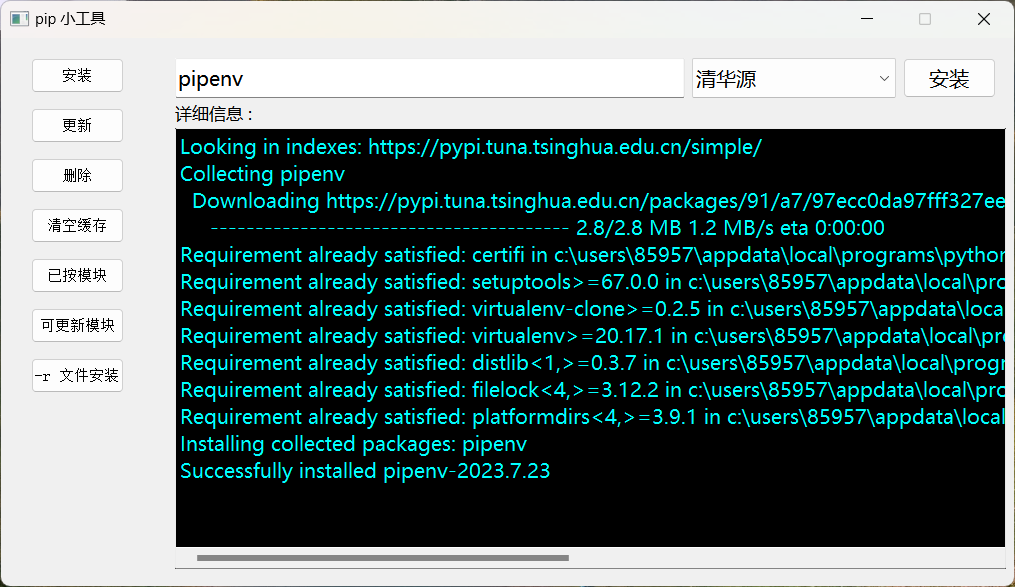 pip 小工具
安装
更新
删除
清空缓存
已按模块
可更新模块
-r 文件安装
pipenv
清华源
安装
详细信息：
Looking in indexes: https://pypi.tuna.tsinghua.edu.cn/simple/
Collecting pipenv
Downloading https://pypi.tuna.tsinghua.edu.cn/packages/91/a7/97ecc0da97fff327ee
---------------------------------------- 2.8/2.8 MB 1.2 MB/s eta 0:00:00
Requirement already satisfied: certifi in c:\users\85957\appdata\local\programs\python
Requirement already satisfied: setuptools>=67.0.0 in c:\users\85957\appdata\local\pro
Requirement already satisfied: virtualenv-clone>=0.2.5 in c:\users\85957\appdata\loca
Requirement already satisfied: virtualenv>=20.17.1 in c:\users\85957\appdata\local\pro
Requirement already satisfied: distlib<1,>=0.3.7 in c:\users\85957\appdata\local\progr
Requirement already satisfied: filelock<4,>=3.12.2 in c:\users\85957\appdata\local\pro
Requirement already satisfied: platformdirs<4,>=3.9.1 in c:\users\85957\appdata\local
Installing collected packages: pipenv
Successfully installed pipenv-2023.7.23